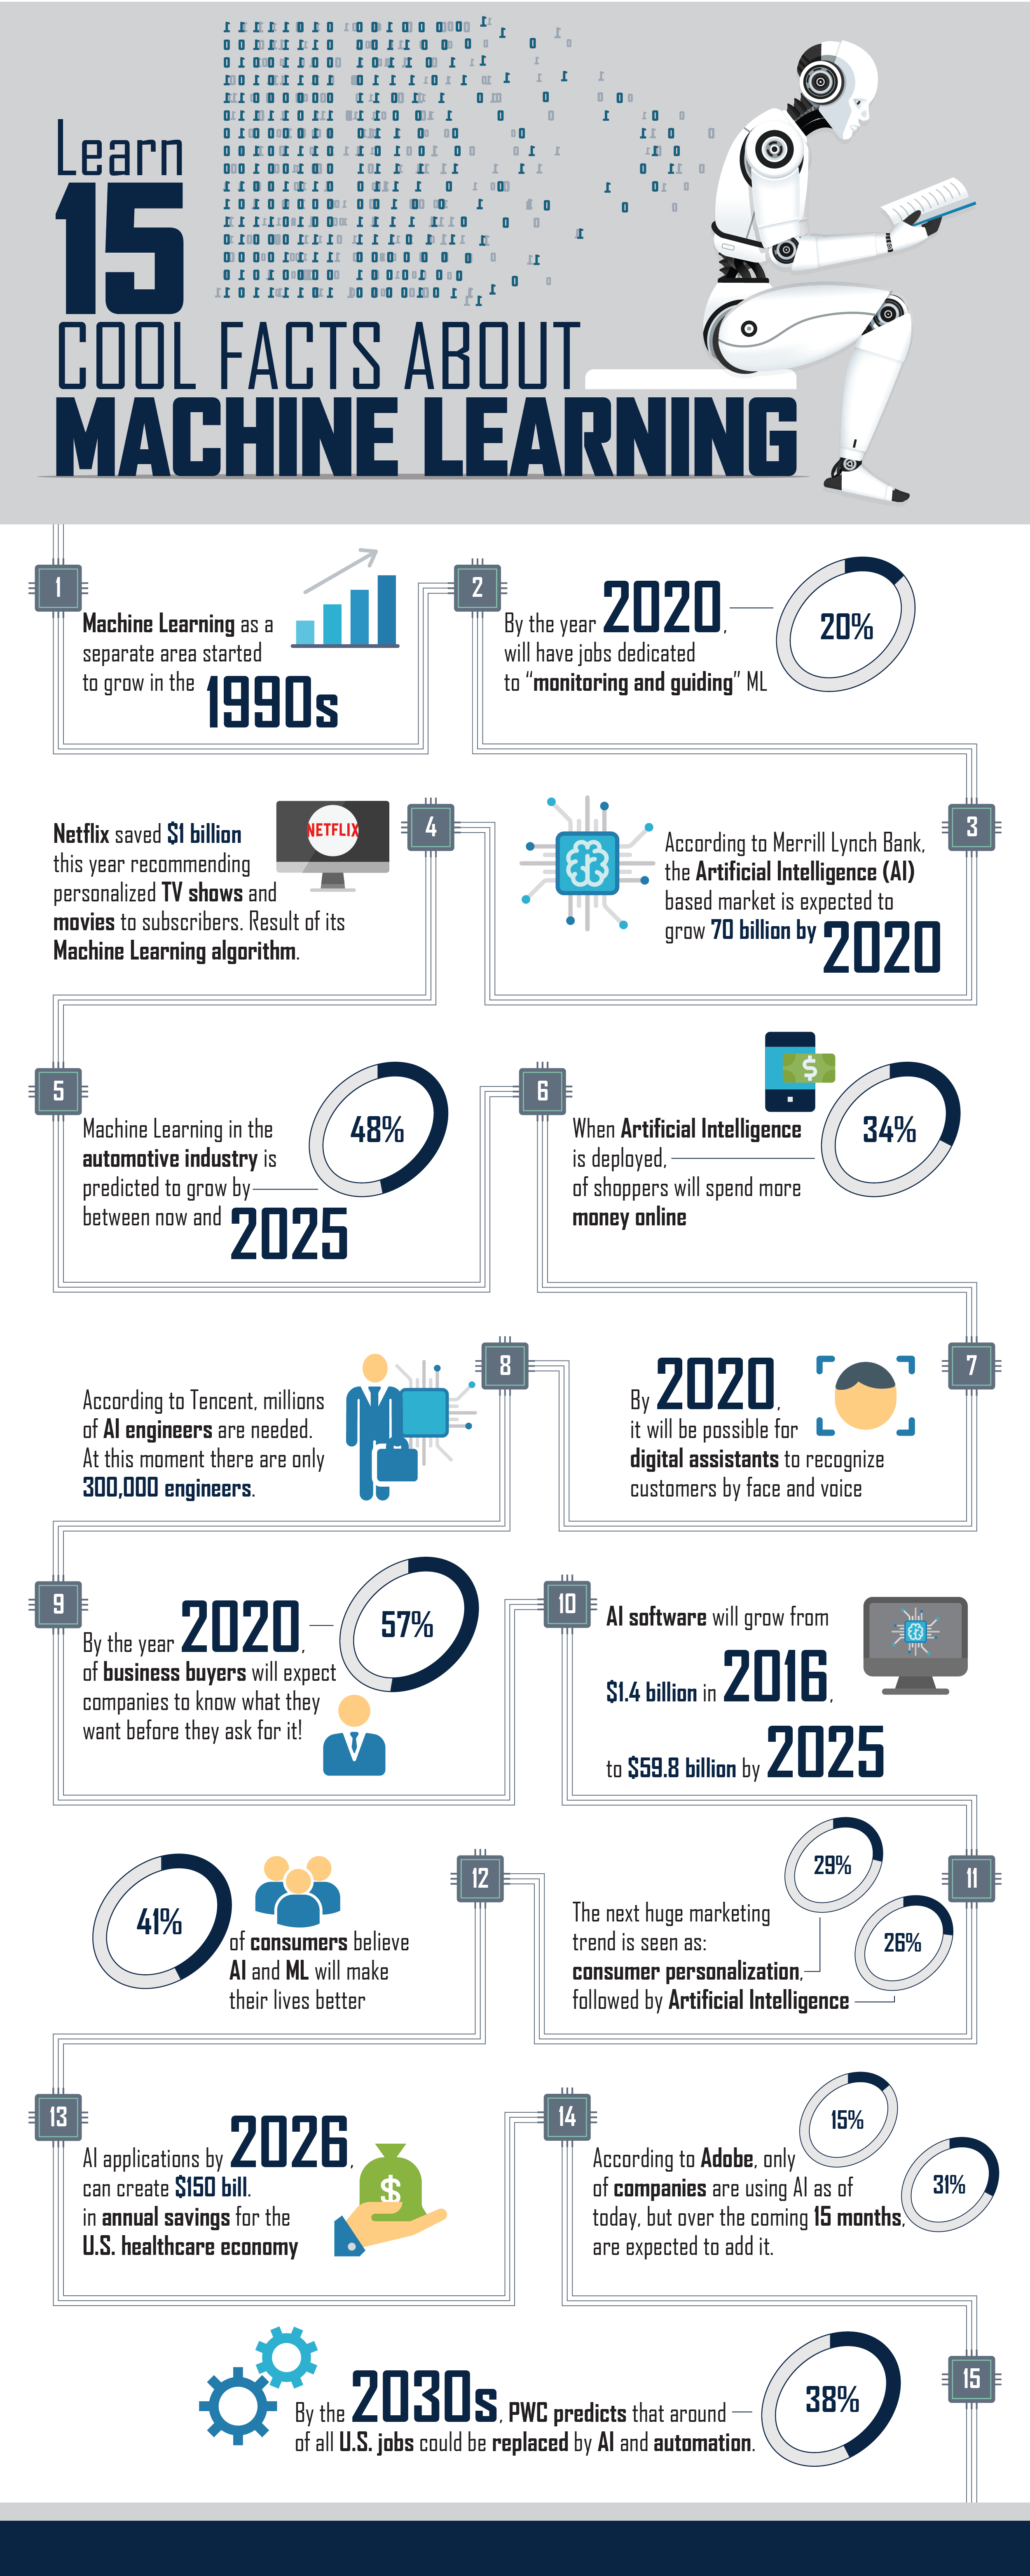 Learn
15
COOL FACTS ABOUT
MACHINE LEARNING
1
Machine Learning as a
separate area started
to grow in the 1990s
2
By the year 2020, 20%
will have jobs dedicated
to “monitoring and guiding” ML
3
According to Merrill Lynch Bank,
the Artificial Intelligence (AI)
based market is expected to
grow 70 billion by 2020
4
NETFLIX
Netflix saved $1 billion
this year recommending
personalized TV shows and
movies to subscribers. Result of its
Machine Learning algorithm.
5
Machine Learning in the
automotive industry is
predicted to grow by 48%
between now and 2025
6
$
When Artificial Intelligence
is deployed, 34%
of shoppers will spend more
money online
7
By 2020,
it will be possible for
digital assistants to recognize
customers by face and voice
8
According to Tencent, millions
of AI engineers are needed.
At this moment there are only
300,000 engineers.
9
By the year 2020, 57%
of business buyers will expect
companies to know what they
want before they ask for it!
10
AI software will grow from
$1.4 billion in 2016,
to $59.8 billion by 2025
11
The next huge marketing
trend is seen as:
consumer personalization, 29%
followed by Artificial Intelligence 26%
12
41%
of consumers believe
AI and ML will make
their lives better
13
AI applications by 2026,
can create $150 bill.
in annual savings for the
U.S. healthcare economy
$
14
According to Adobe, only 15%
of companies are using AI as of
today, but over the coming 15 months, 31%
are expected to add it.
15
By the 2030s, PWC predicts that around 38%
of all U.S. jobs could be replaced by AI and automation.